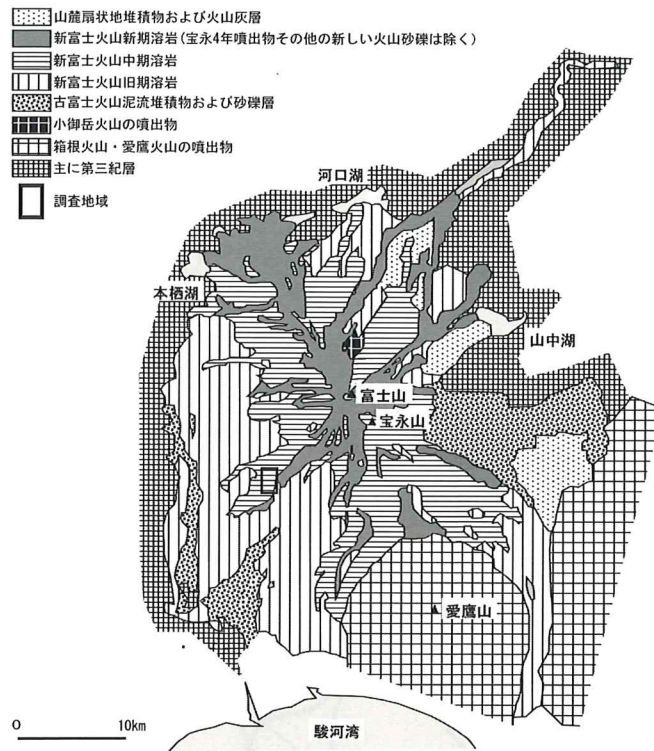 山麓扇状地堆積物および火山灰層
新富士火山新期溶岩(宝永4年噴出物その他の新しい火山砂礫は除く)
新富士火山中期溶岩
新富士火山旧期溶岩
古富士火山泥流堆積物および砂礫層
小御岳火山の噴出物
箱根火山・愛鷹火山の噴出物
主に第三紀層
調査地域
河口湖
本栖湖
山中湖
富士山
宝永山
愛鷹山
0 10km
駿河湾